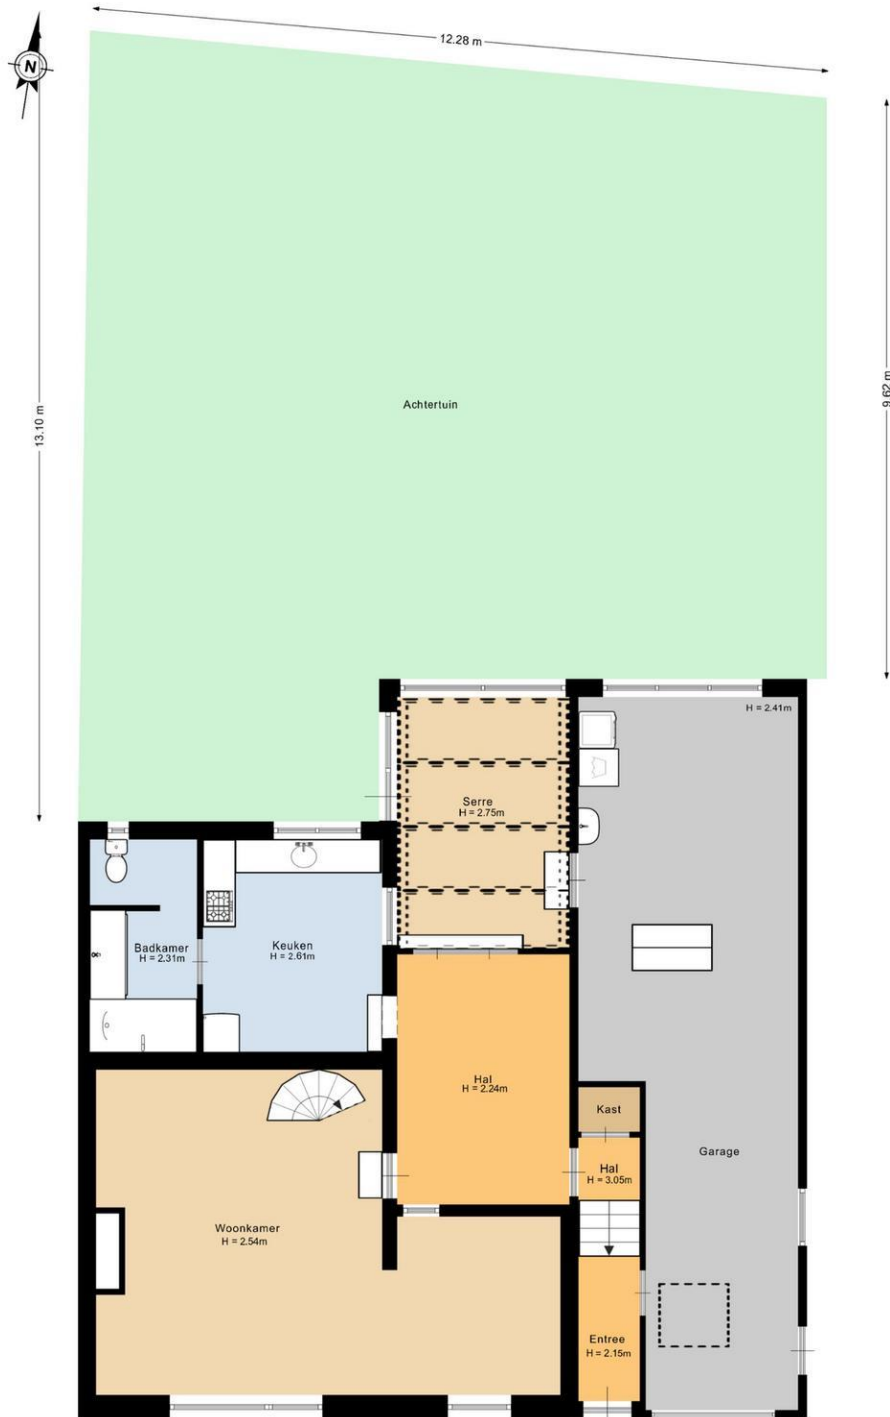 12.28 m
N
13.10 m
9.62 m
Achtertuin
H = 2.41m
Serre
H = 2.75m
Badkamer
H = 2.31m
Keuken
H = 2.61m
Hal
H = 2.24m
Kast
Hal
H = 3.05m
Garage
Woonkamer
H = 2.54m
Entree
H = 2.15m